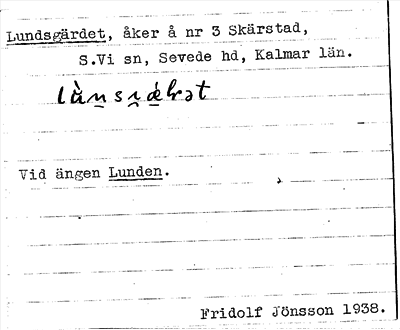 Lundsgärdet, åker å nr 3 Skärstad,
S.Vi sn, Sevede hd, Kalmar län.
Vid ängen Lunden.
Fridolf Jönsson 1938.